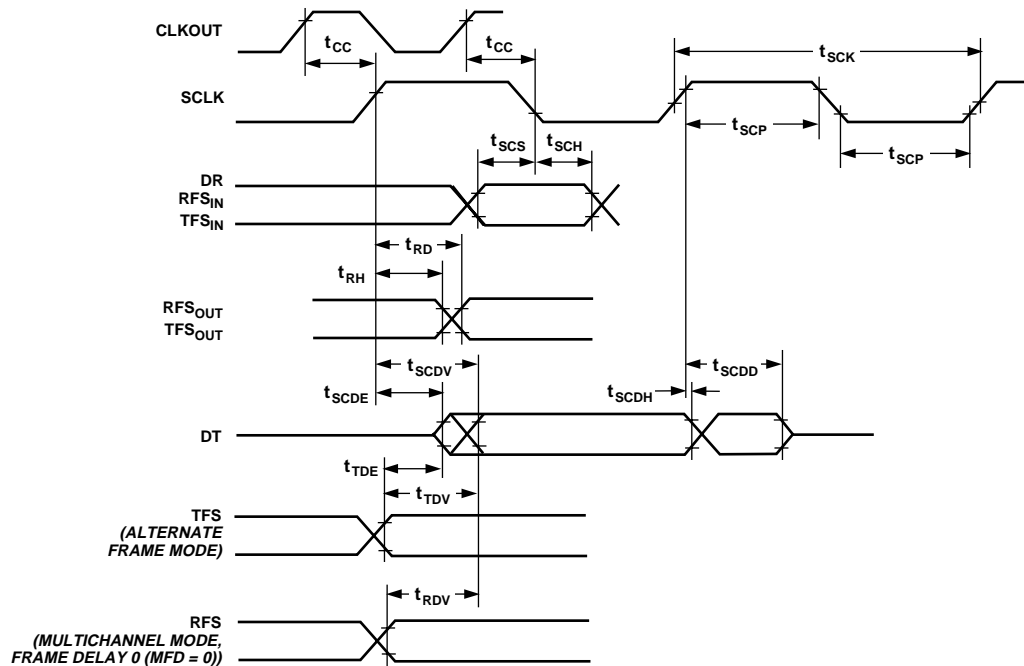 CLKOUT
tCC
tCC
tSCK
SCLK
tSCP
tSCP
tSCS
tSCH
DR
RFSIN
TFSIN
tRD
tRH
RFSOUT
TFSOUT
tSCDV
tSCDD
tSCDE
tSCDH
DT
tTDE
tTDV
TFS
(ALTERNATE
FRAME MODE)
tRDV
RFS
(MULTICHANNEL MODE,
FRAME DELAY 0 (MFD = 0))